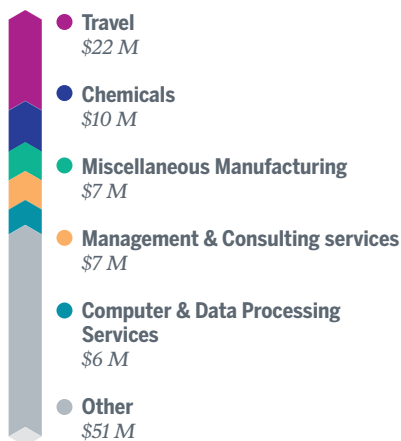 Travel
$22 M
Chemicals
$10 M
Miscellaneous Manufacturing
$7 M
Management & Consulting services
$7 M
Computer & Data Processing
Services
$6 M
Other
$51 M